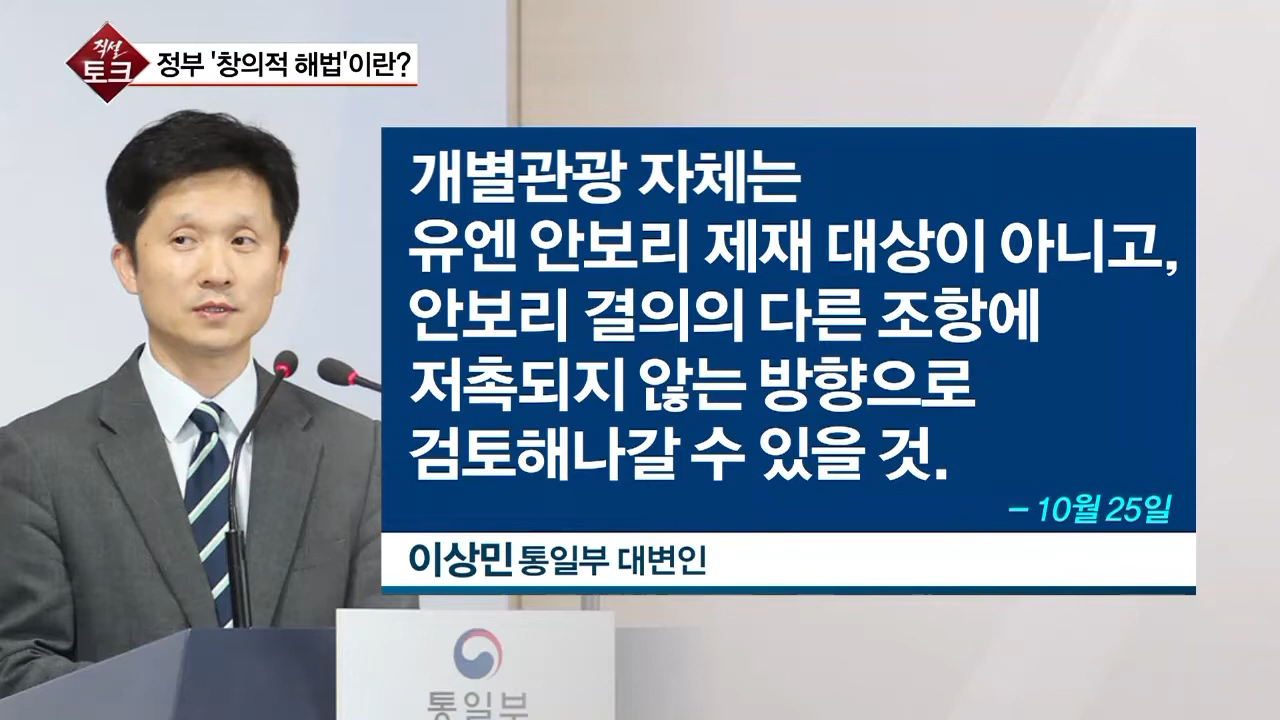 직설
토크
정부 '창의적 해법'이란?
개별관광 자체는
유엔 안보리 제재 대상이 아니고,
안보리 결의의 다른 조항에
저촉되지 않는 방향으로
검토해나갈 수 있을 것.
– 10월 25일
이상민 통일부 대변인
통일부